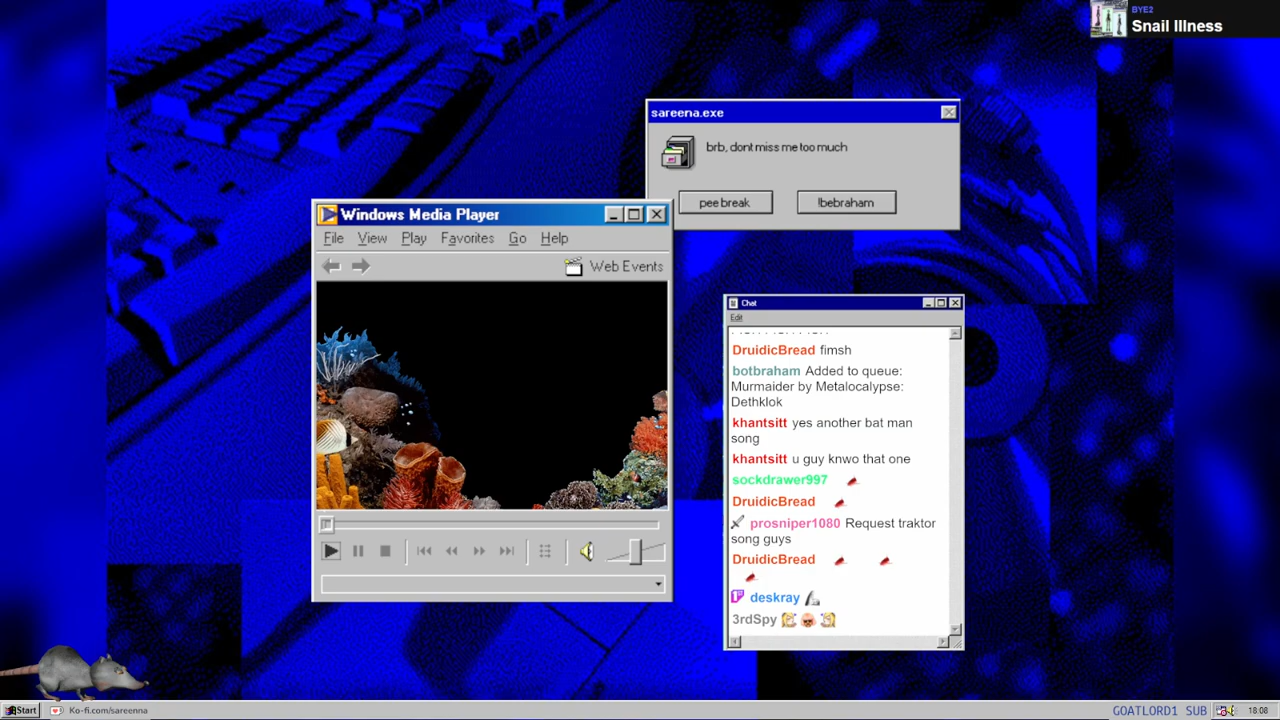 BYE2
Snail Illness
sareena.exe
brb, dont miss me too much
pee break
!bebraham
Windows Media Player
File View Play Favorites Go Help
Web Events
Chat
Edit
DruidicBread fimsh
botbraham Added to queue:
Murmaider by Metalocalypse:
Dethklok
khantsitt yes another bat man
song
khantsitt u guy knwo that one
sockdrawer997
DruidicBread
prosniper1080 Request traktor
song guys
DruidicBread
deskray
3rdSpy
Start
Ko-fi.com/sareenna
GOATLORD1 SUB
18:08